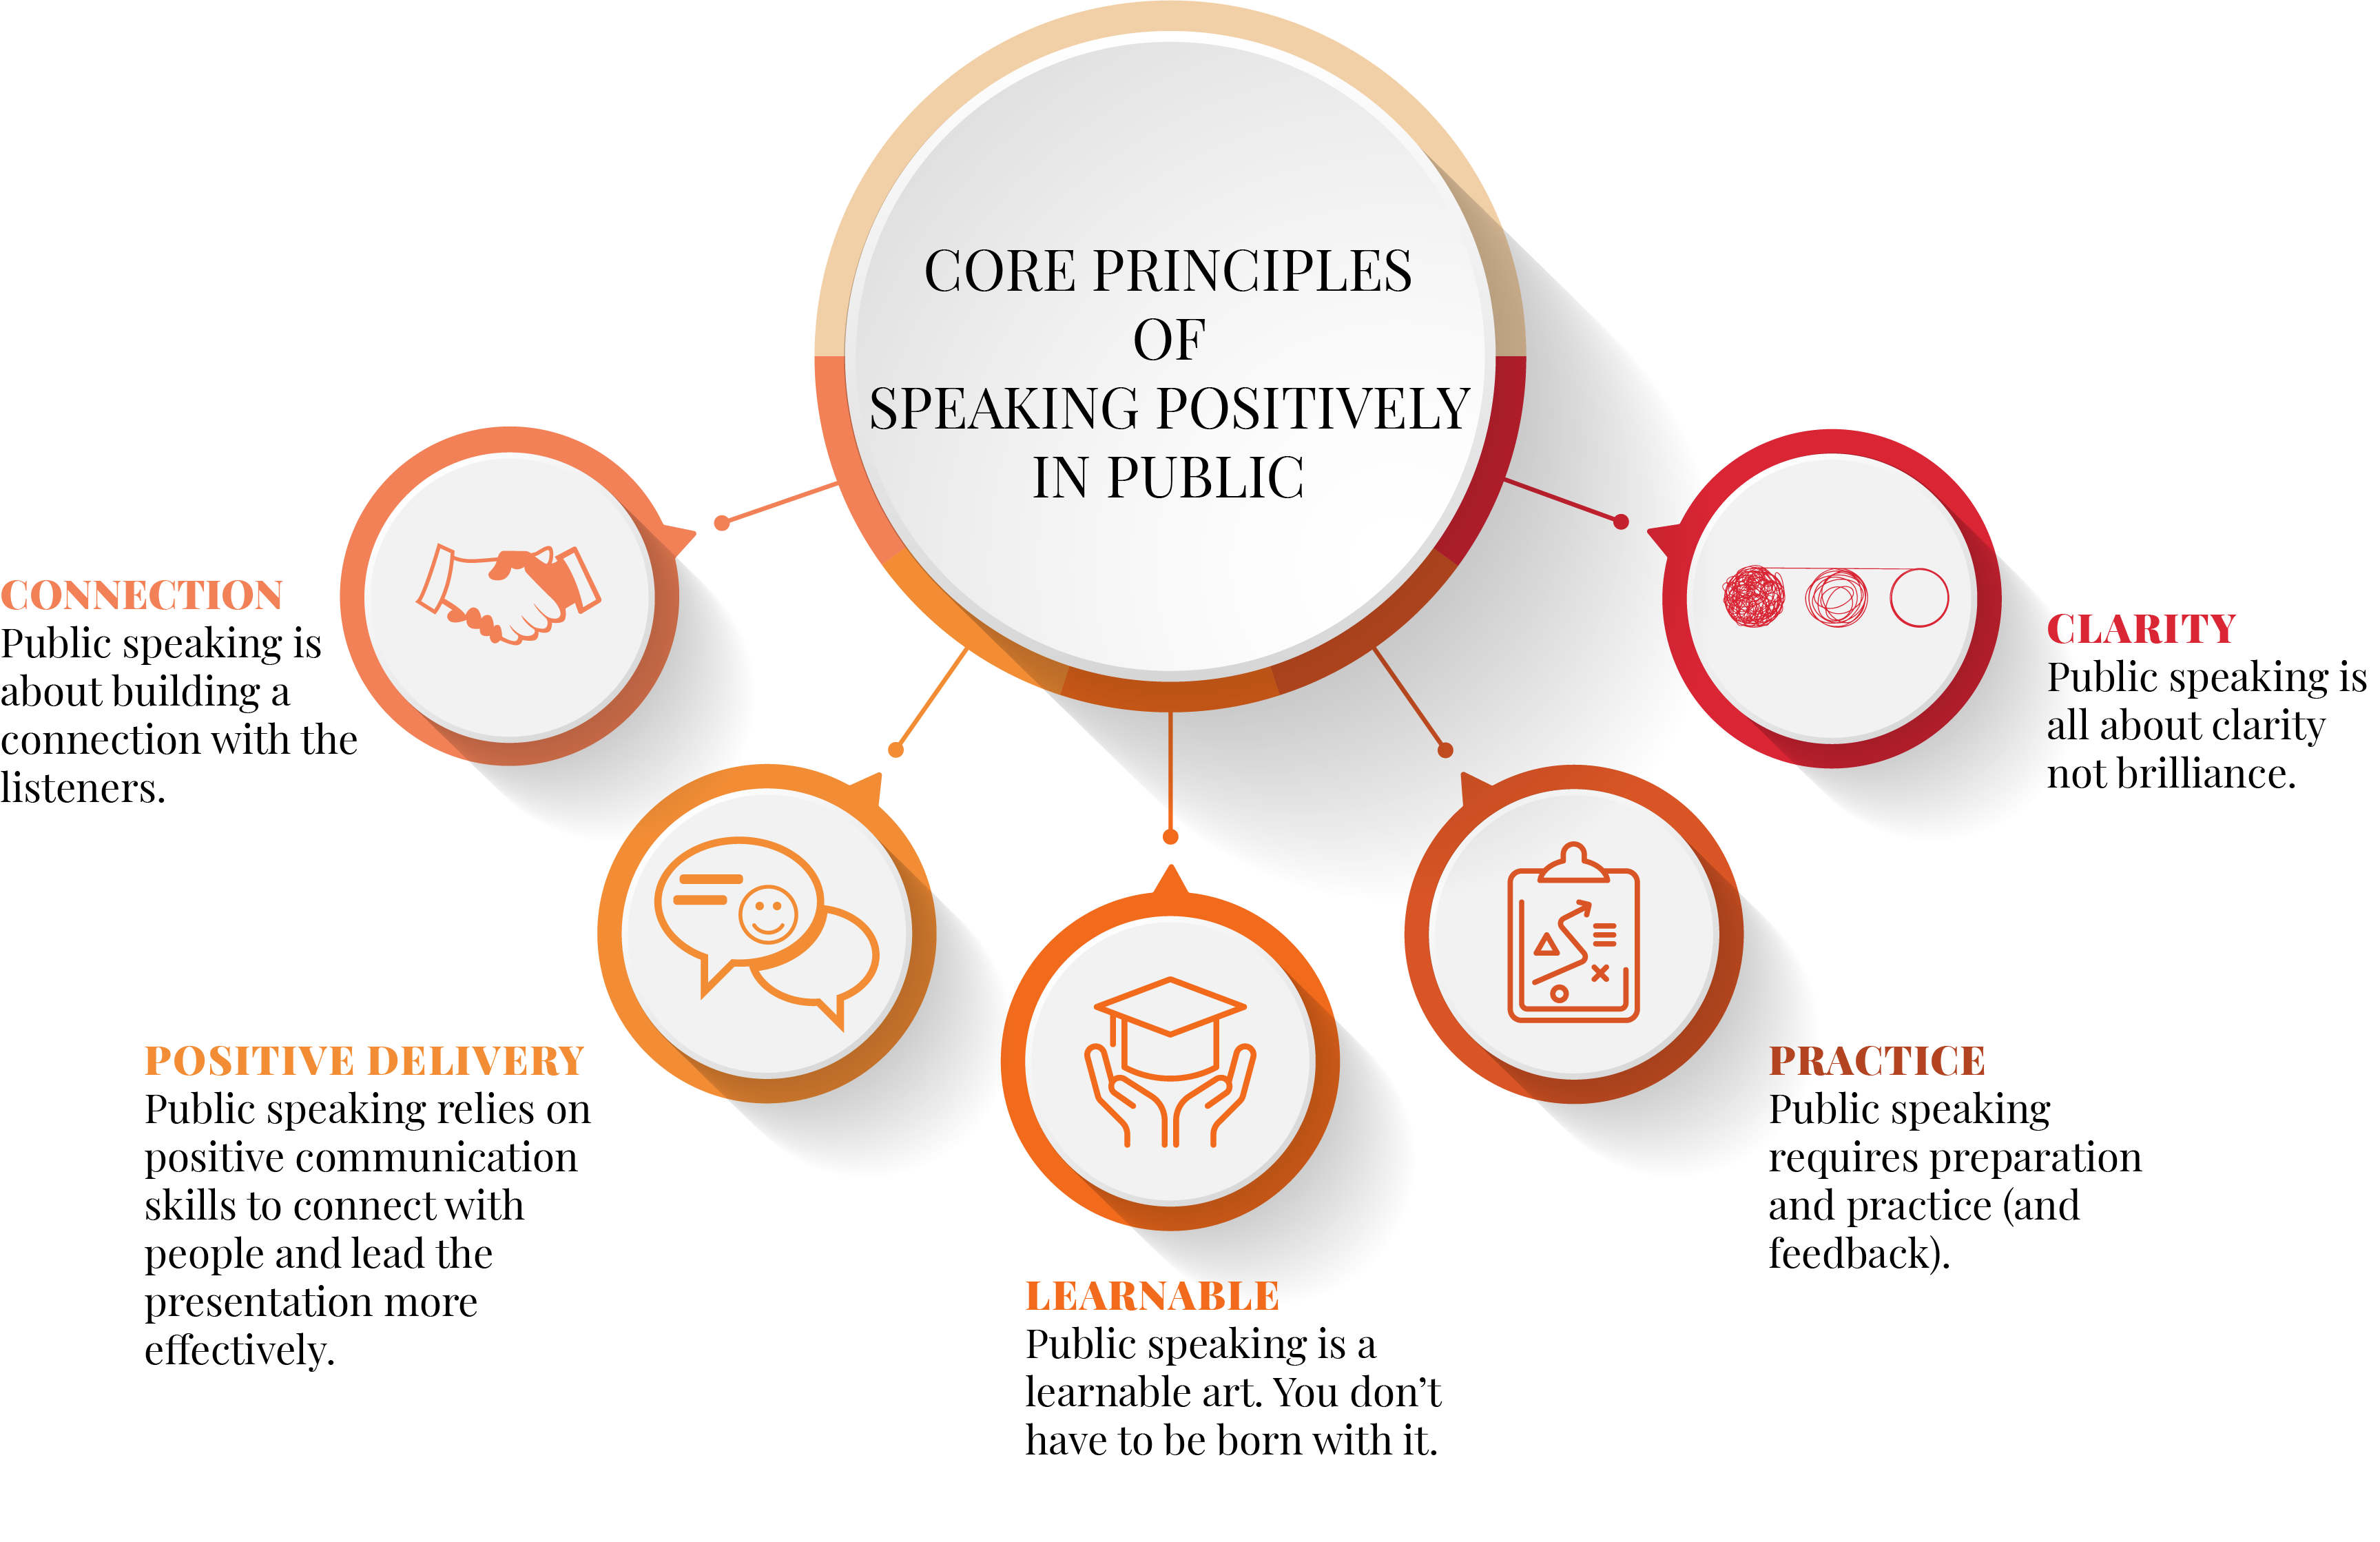 CORE PRINCIPLES
OF
SPEAKING POSITIVELY
IN PUBLIC
CONNECTION
Public speaking is
about building a
connection with the
listeners.
POSITIVE DELIVERY
Public speaking relies on
positive communication
skills to connect with
people and lead the
presentation more
effectively.
LEARNABLE
Public speaking is a
learnable art. You don’t
have to be born with it.
PRACTICE
Public speaking
requires preparation
and practice (and
feedback).
CLARITY
Public speaking is
all about clarity
not brilliance.